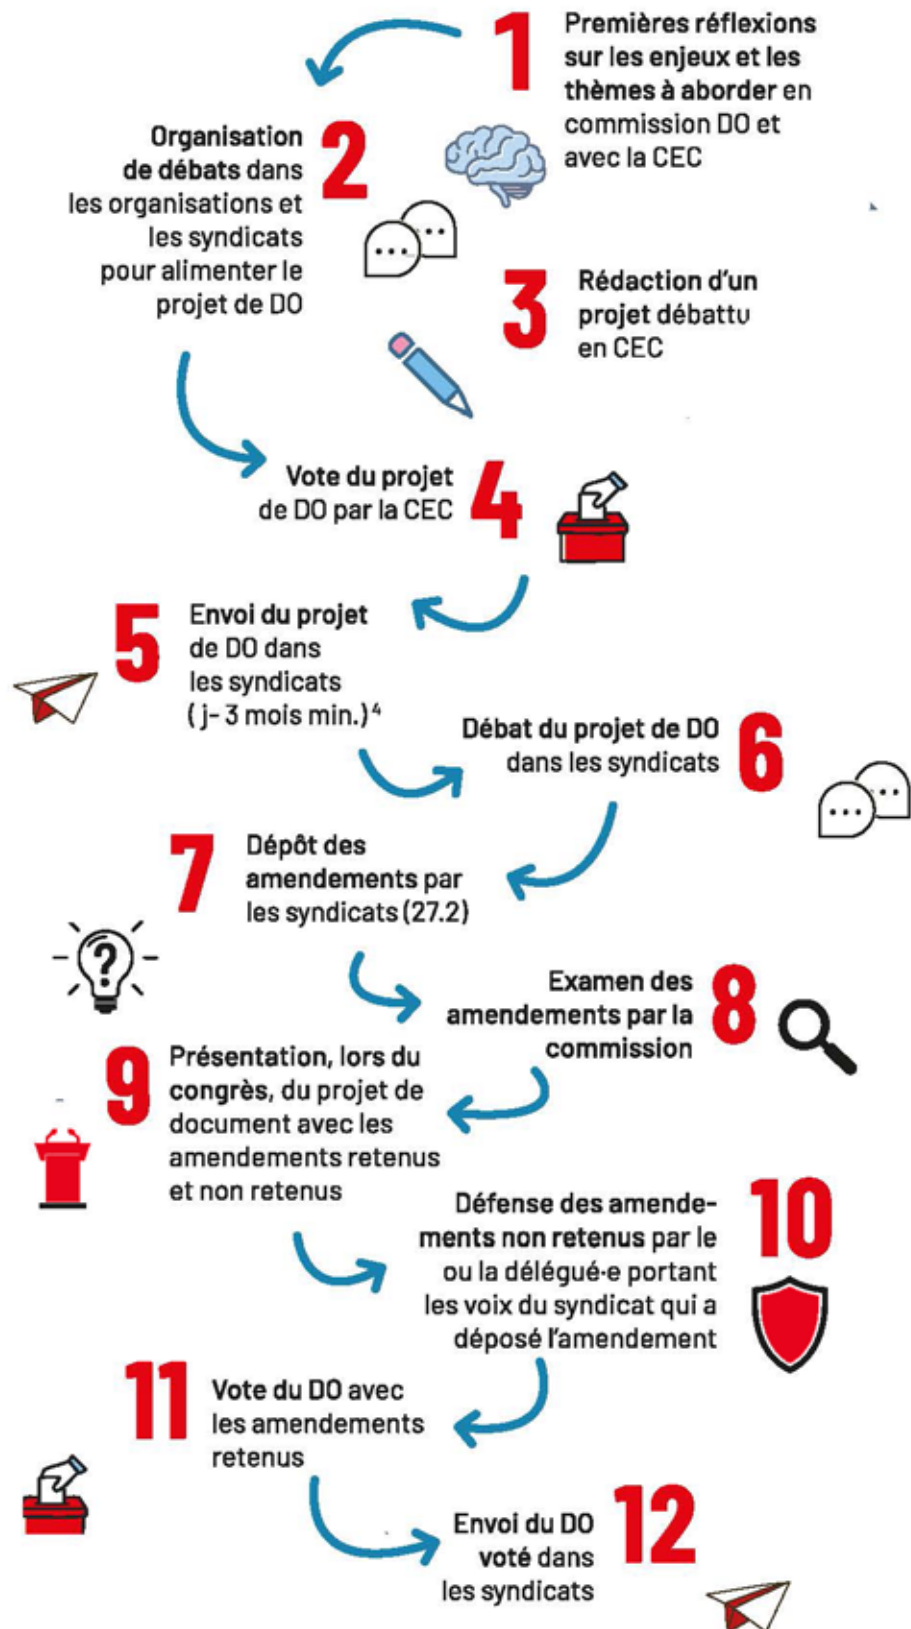 1
Premières réflexions
sur les enjeux et les
thèmes à aborder en
commission DO et
avec la CEC
2
Organisation
de débats dans
les organisations et
les syndicats
pour alimenter le
projet de DO
3
Rédaction d'un
projet débattu
en CEC
4
Vote du projet
de DO par la CEC
5
Envoi du projet
de DO dans
les syndicats
( j- 3 mois min.) ⁴
6
Débat du projet de DO
dans les syndicats
7
Dépôt des
amendements par
les syndicats (27.2)
?
8
Examen des
amendements par la
commission
9
Présentation, lors du
congrès, du projet de
document avec les
amendements retenus
et non retenus
10
Défense des amende-
ments non retenus par le
ou la délégué·e portant
les voix du syndicat qui a
déposé l'amendement
11
Vote du DO avec
les amendements
retenus
12
Envoi du DO
voté dans
les syndicats